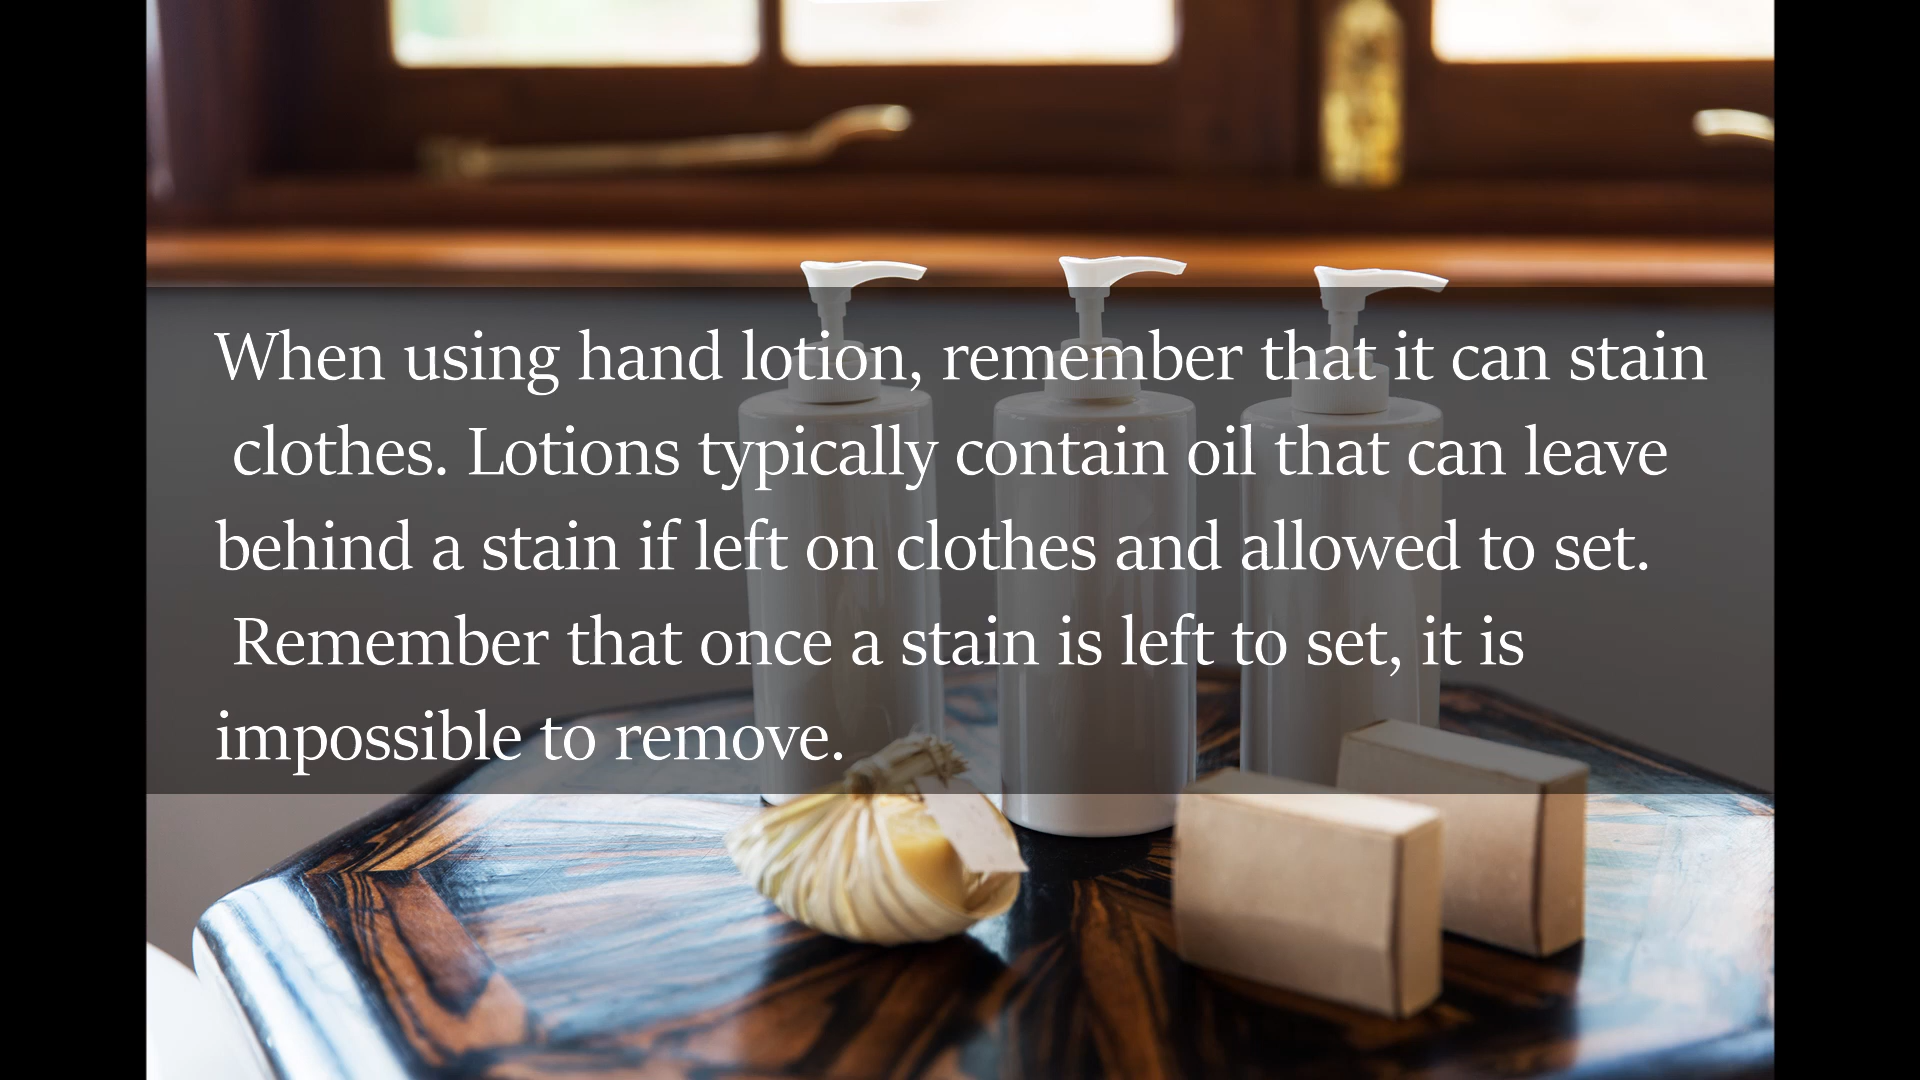 When using hand lotion, remember that it can stain
clothes. Lotions typically contain oil that can leave
behind a stain if left on clothes and allowed to set.
Remember that once a stain is left to set, it is
impossible to remove.